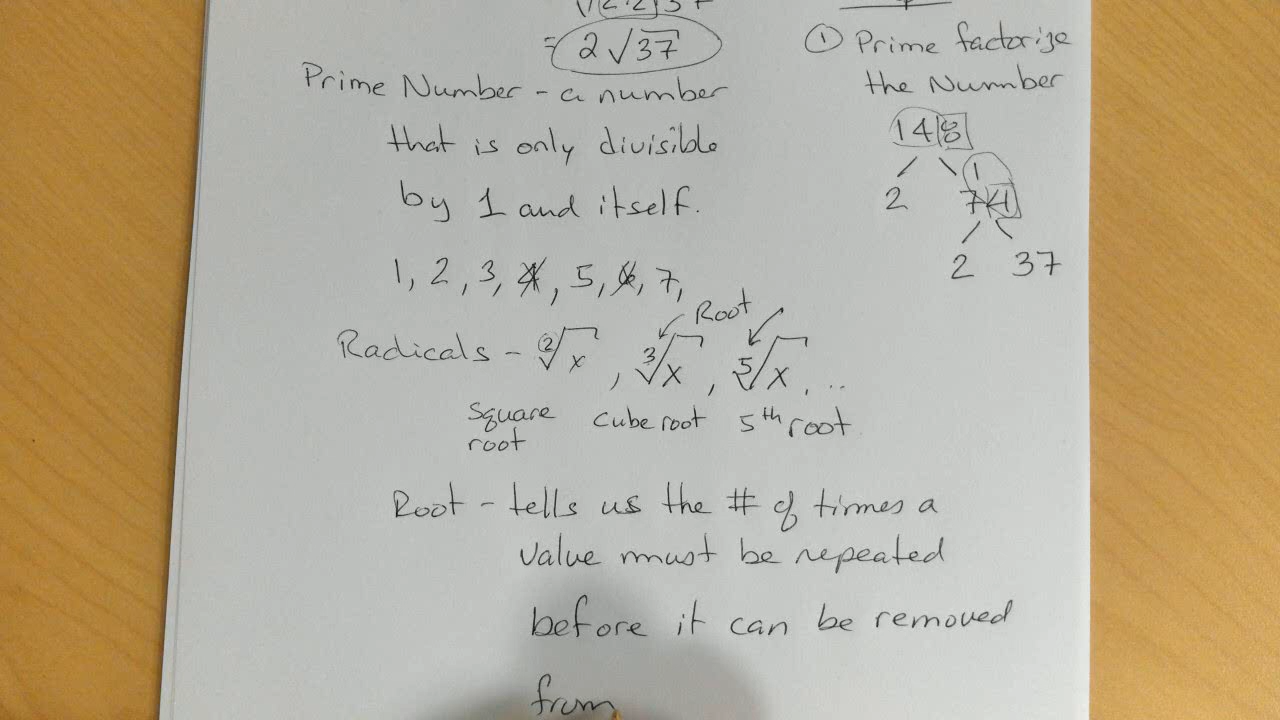 = 2√37
Prime Number - a number
that is only divisible
by 1 and itself.
1, 2, 3, 4, 5, 6, 7,
Root
Radicals - ²√x , ³√x , ⁵√x , ..
square root
cube root
5th root
Root - tells us the # of times a
value must be repeated
before it can be removed
from
① Prime factorize
the Number
148
2 74
1
2 37